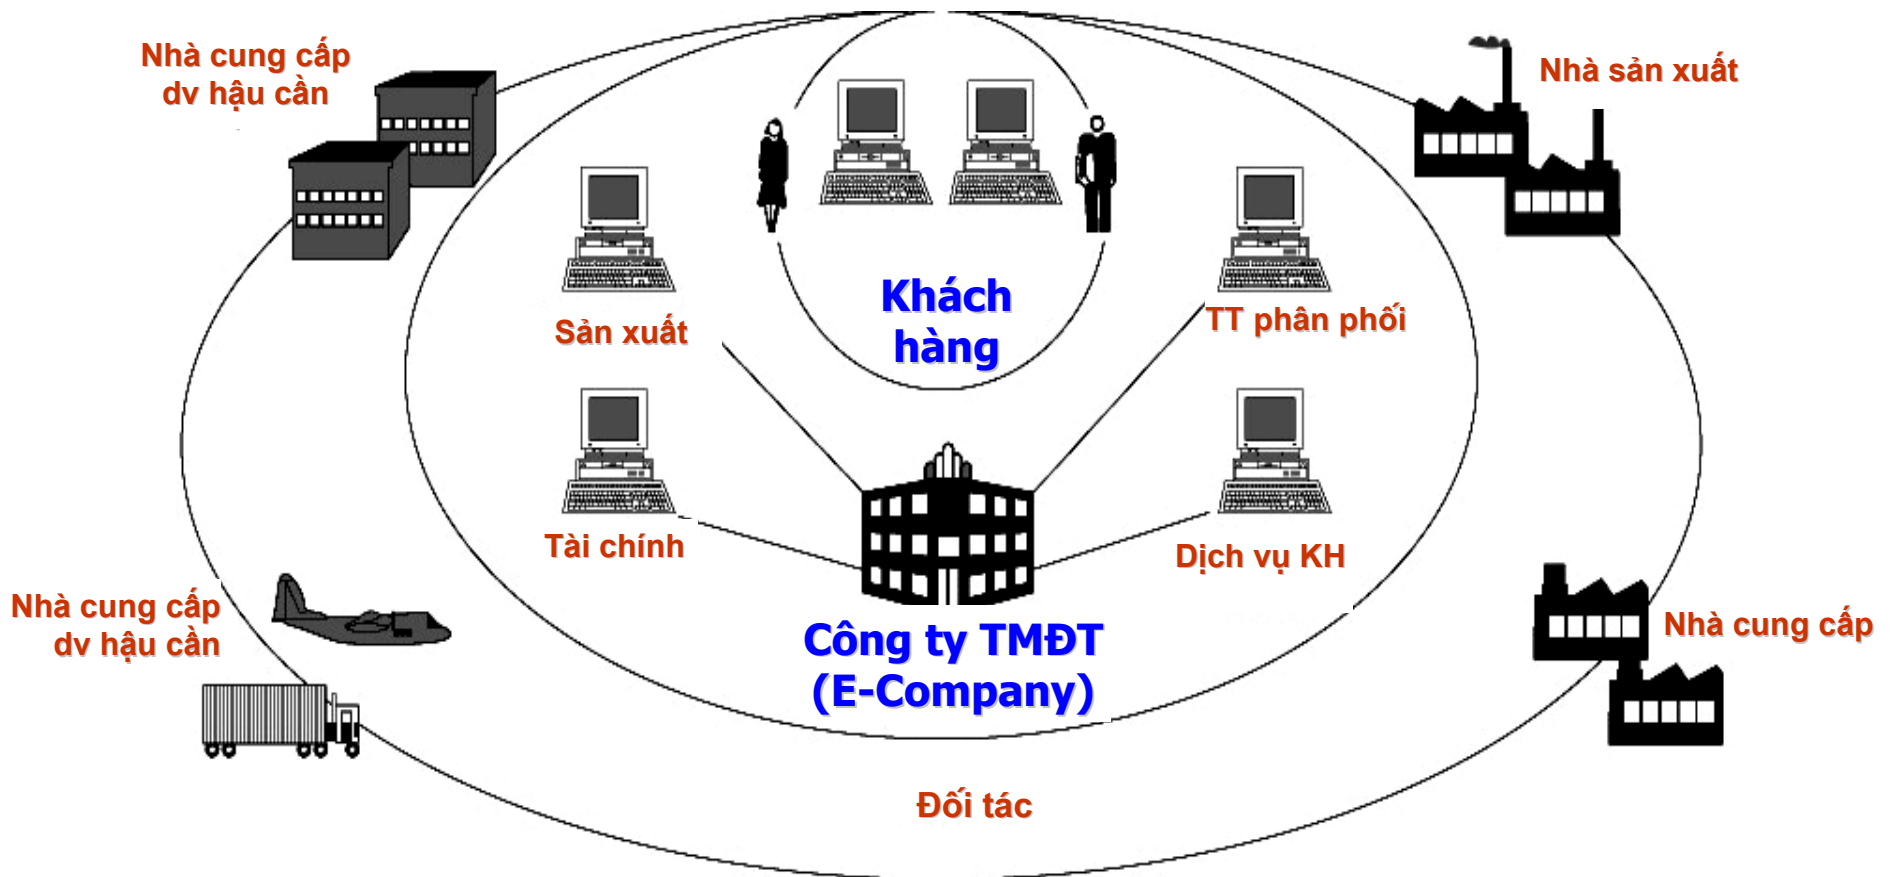 Nhà cung cấp
dv hậu cần
Nhà sản xuất
Khách
hàng
Sản xuất
TT phân phối
Tài chính
Dịch vụ KH
Nhà cung cấp
dv hậu cần
Công ty TMĐT
(E-Company)
Nhà cung cấp
Đối tác